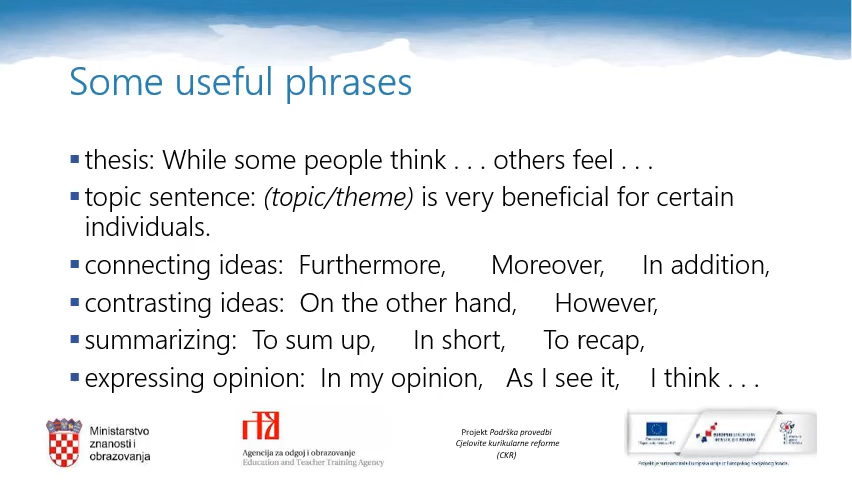 Some useful phrases
thesis: While some people think . . . others feel . . .
topic sentence: (topic/theme) is very beneficial for certain
individuals.
connecting ideas: Furthermore, Moreover, In addition,
contrasting ideas: On the other hand, However,
summarizing: To sum up, In short, To recap,
expressing opinion: In my opinion, As I see it, I think . . .
Ministarstvo
znanosti i
obrazovanja
Agencija za odgoj i obrazovanje
Education and Teacher Training Agency
Projekt Podrška provedbi
Cjelovite kurikularne reforme
(CKR)